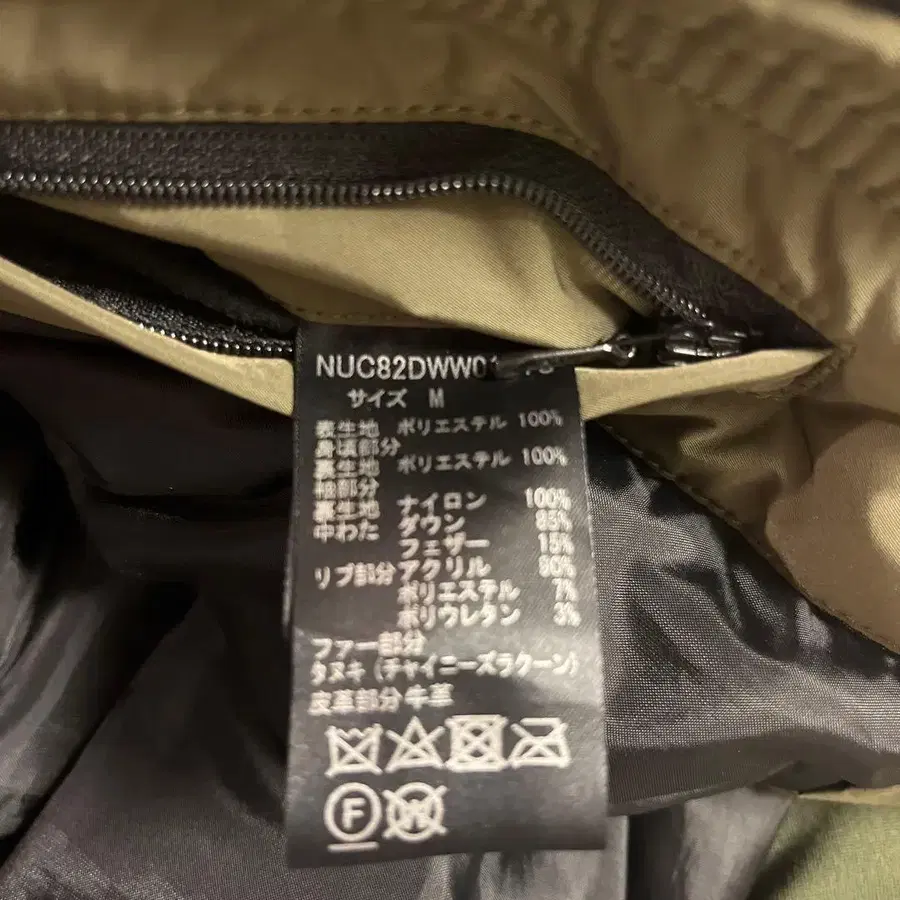 NUC82DWW0
サイズ M
表生地 ポリエステル 100%
身頃部分
裏生地 ポリエステル 100%
袖部分
裏生地 ナイロン 100%
中わた ダウン 85%
フェザー 15%
リブ部分 アクリル 90%
ポリエステル 7%
ポリウレタン 3%
ファー部分
タヌキ (チャイニーズラクーン)
皮革部分 牛革
F W